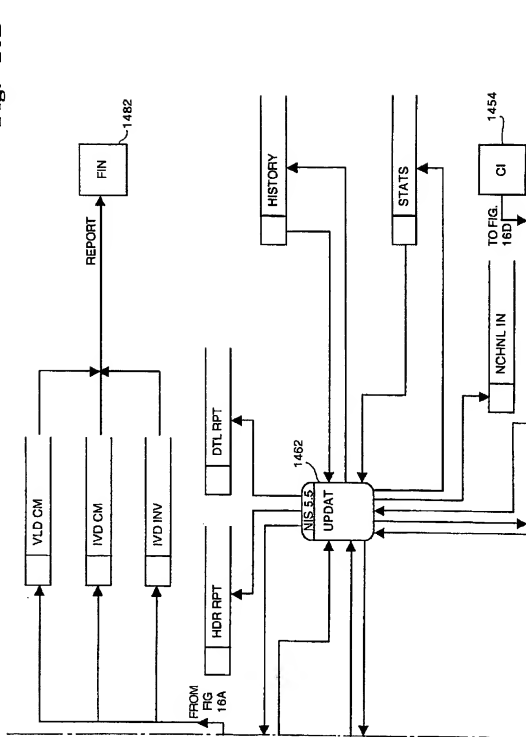 1482
FIN
REPORT
VLD CM
IVD CM
IVD INV
HISTORY
STATS
1454
CI
TO FIG.
16D
NCHNL IN
DTL RPT
HDR RPT
1462
NIS 5.5
UPDAT
FROM
FIG
16A